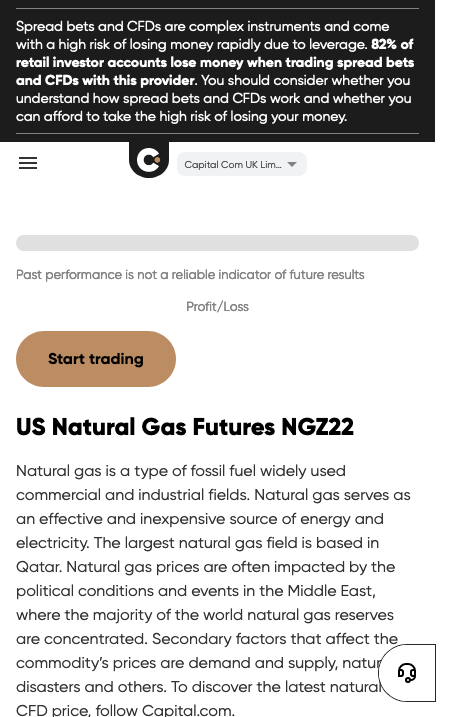 Spread bets and CFDs are complex instruments and come
with a high risk of losing money rapidly due to leverage. 82% of
retail investor accounts lose money when trading spread bets
and CFDs with this provider. You should consider whether you
understand how spread bets and CFDs work and whether you
can afford to take the high risk of losing your money.
Capital Com UK Lim...
Past performance is not a reliable indicator of future results
Profit/Loss
Start trading
US Natural Gas Futures NGZ22
Natural gas is a type of fossil fuel widely used
commercial and industrial fields. Natural gas serves as
an effective and inexpensive source of energy and
electricity. The largest natural gas field is based in
Qatar. Natural gas prices are often impacted by the
political conditions and events in the Middle East,
where the majority of the world natural gas reserves
are concentrated. Secondary factors that affect the
commodity's prices are demand and supply,
disasters and others. To discover the latest natural
CFD price, follow Capital.com.